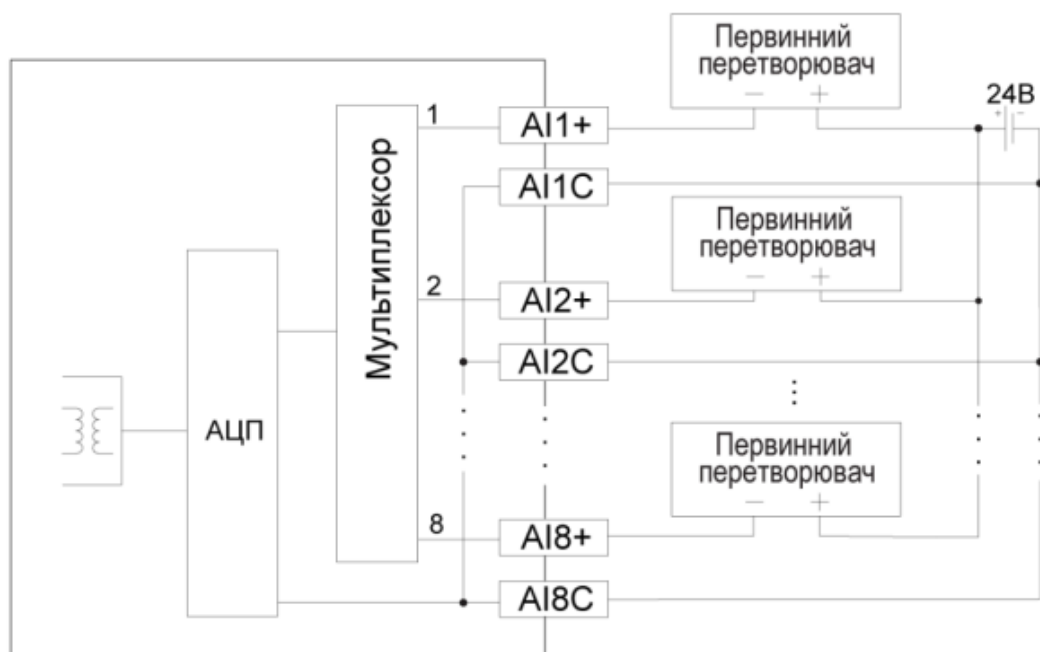 Первинний
перетворювач
— +
24В
+ −
1
AI1+
AI1C
Мультиплексор
Первинний
перетворювач
— +
2
AI2+
AI2C
АЦП
Первинний
перетворювач
— +
8
AI8+
AI8C